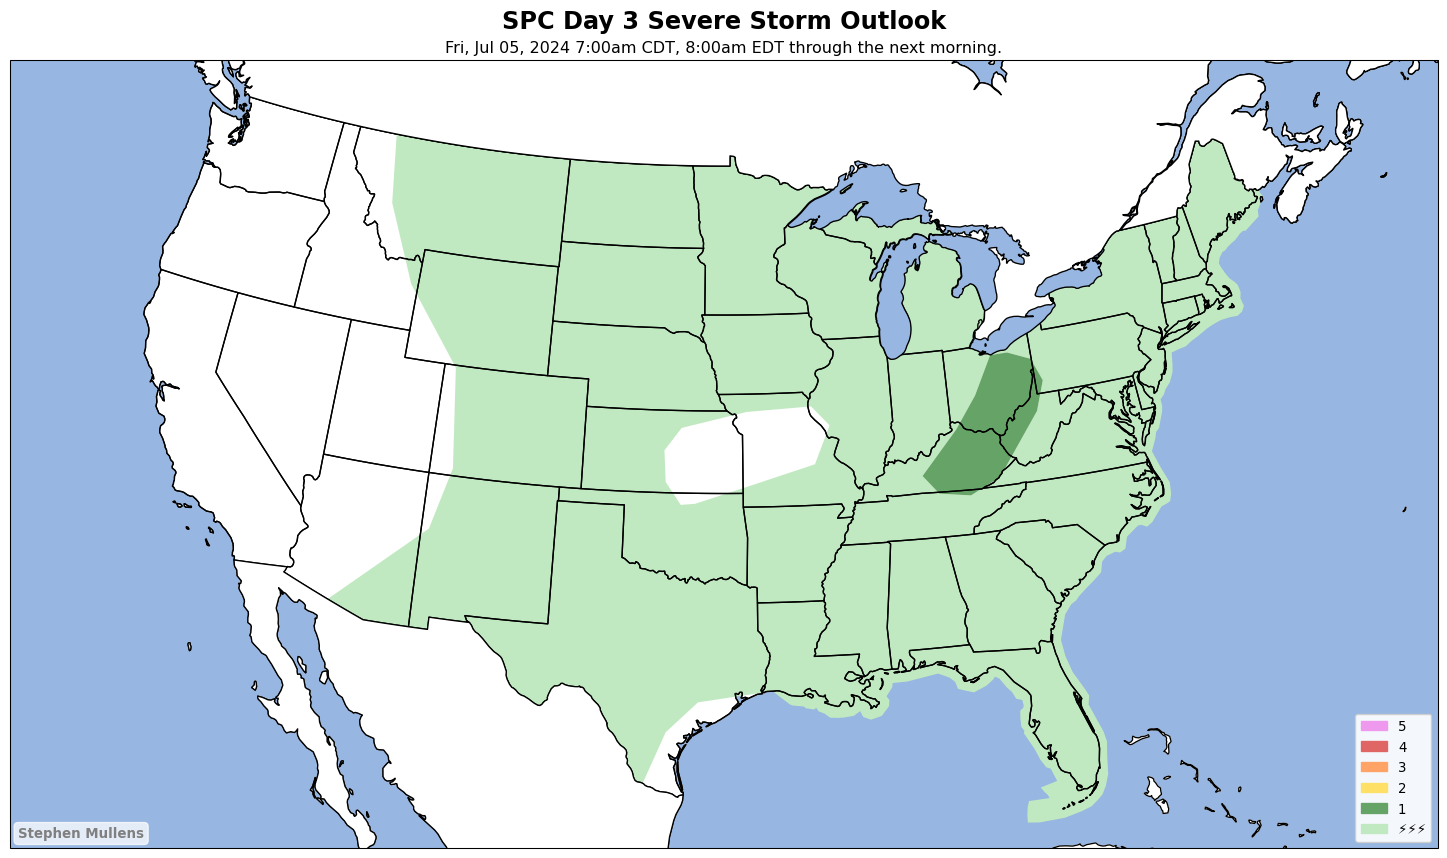 SPC Day 3 Severe Storm Outlook
Fri, Jul 05, 2024 7:00am CDT, 8:00am EDT through the next morning.
5
4
3
2
1
⚡⚡⚡
Stephen Mullens